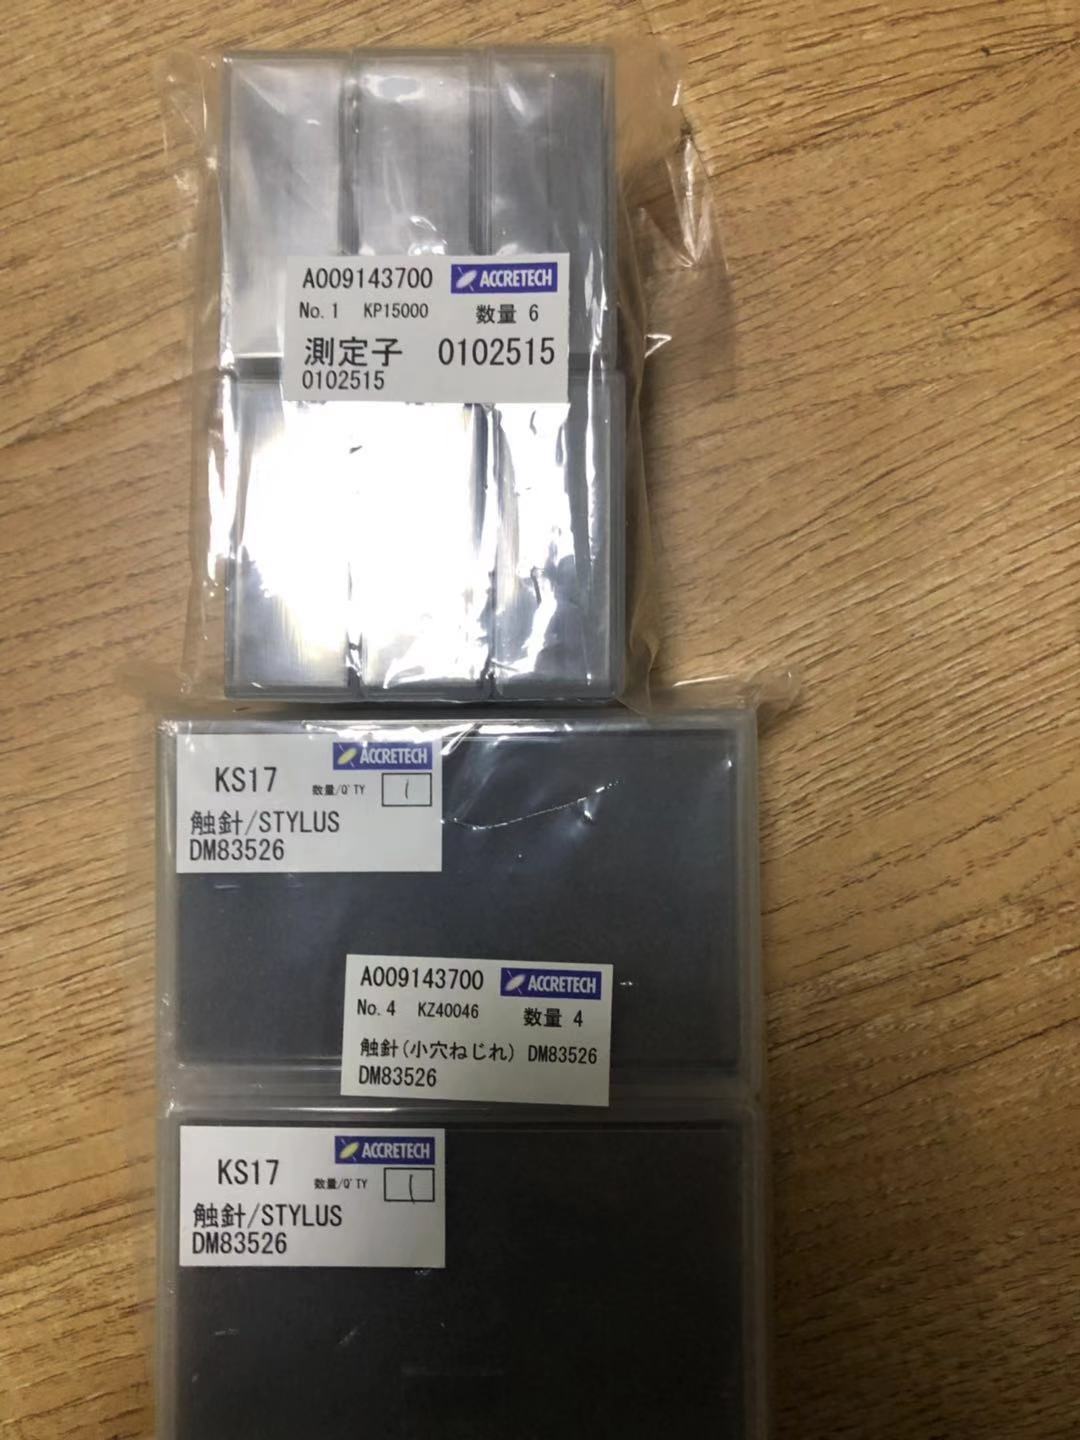 A009143700 ACCRETECH
No. 1 KP15000 数量 6
測定子 0102515
0102515
ACCRETECH
KS17 数量/Q'TY 1
触針/STYLUS
DM83526
A009143700 ACCRETECH
No. 4 KZ40046 数量 4
触針(小穴ねじれ) DM83526
DM83526
ACCRETECH
KS17 数量/Q'TY 1
触針/STYLUS
DM83526